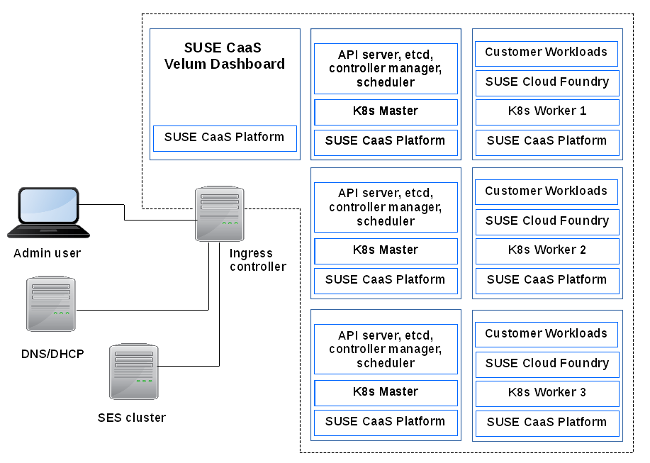 SUSE CaaS
Velum Dashboard
SUSE CaaS Platform
API server, etcd,
controller manager,
scheduler
K8s Master
SUSE CaaS Platform
Customer Workloads
SUSE Cloud Foundry
K8s Worker 1
SUSE CaaS Platform
API server, etcd,
controller manager,
scheduler
K8s Master
SUSE CaaS Platform
Customer Workloads
SUSE Cloud Foundry
K8s Worker 2
SUSE CaaS Platform
API server, etcd,
controller manager,
scheduler
K8s Master
SUSE CaaS Platform
Customer Workloads
SUSE Cloud Foundry
K8s Worker 3
SUSE CaaS Platform
Admin user
Ingress
controller
DNS/DHCP
SES cluster